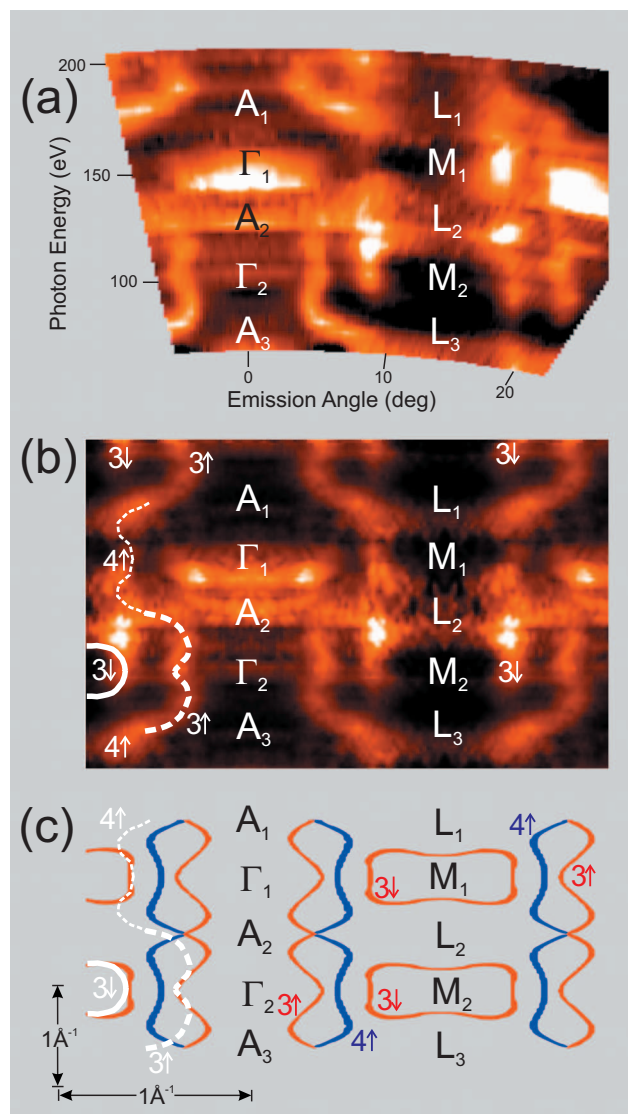 (a)
200
150
100
Photon Energy (eV)
A₁ L₁
Γ₁ M₁
A₂ L₂
Γ₂ M₂
A₃ L₃
0 10 20
Emission Angle (deg)
(b)
3↓ 3↑ 3↓
A₁ L₁
4↑ Γ₁ M₁
A₂ L₂
3↓ Γ₂ M₂ 3↓
4↑ 3↑ A₃ L₃
(c)
4↑ A₁ L₁ 4↑
Γ₁ 3↓ M₁ 3↑
A₂ L₂
3↓ Γ₂ 3↑ 3↓ M₂
1Å⁻¹ 3↑ A₃ 4↑ L₃
1Å⁻¹